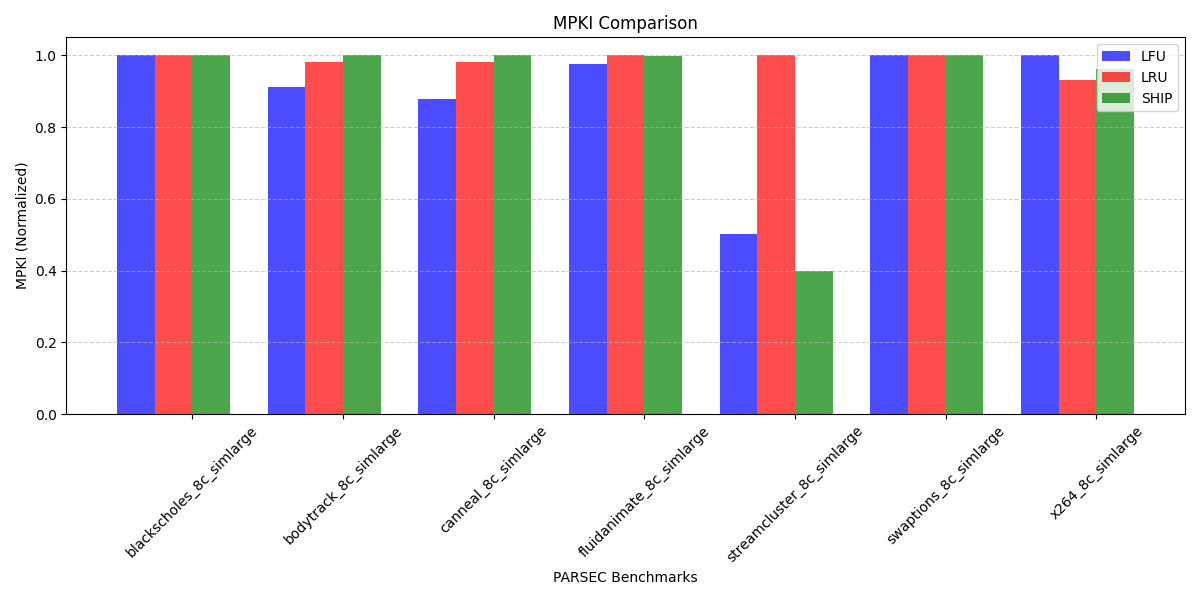 MPKI Comparison
MPKI (Normalized)
1.0
0.8
0.6
0.4
0.2
0.0
LFU
LRU
SHIP
blackscholes_8c_simlarge
bodytrack_8c_simlarge
canneal_8c_simlarge
fluidanimate_8c_simlarge
streamcluster_8c_simlarge
swaptions_8c_simlarge
x264_8c_simlarge
PARSEC Benchmarks